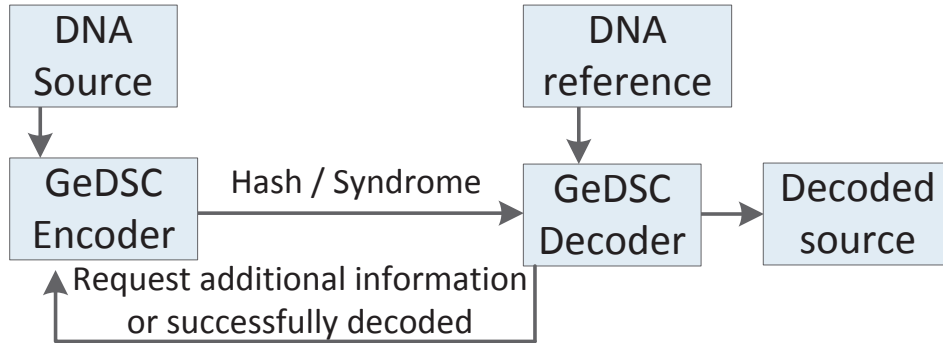 DNA
Source
DNA
reference
GeDSC
Encoder
Hash / Syndrome
GeDSC
Decoder
Decoded
source
Request additional information
or successfully decoded